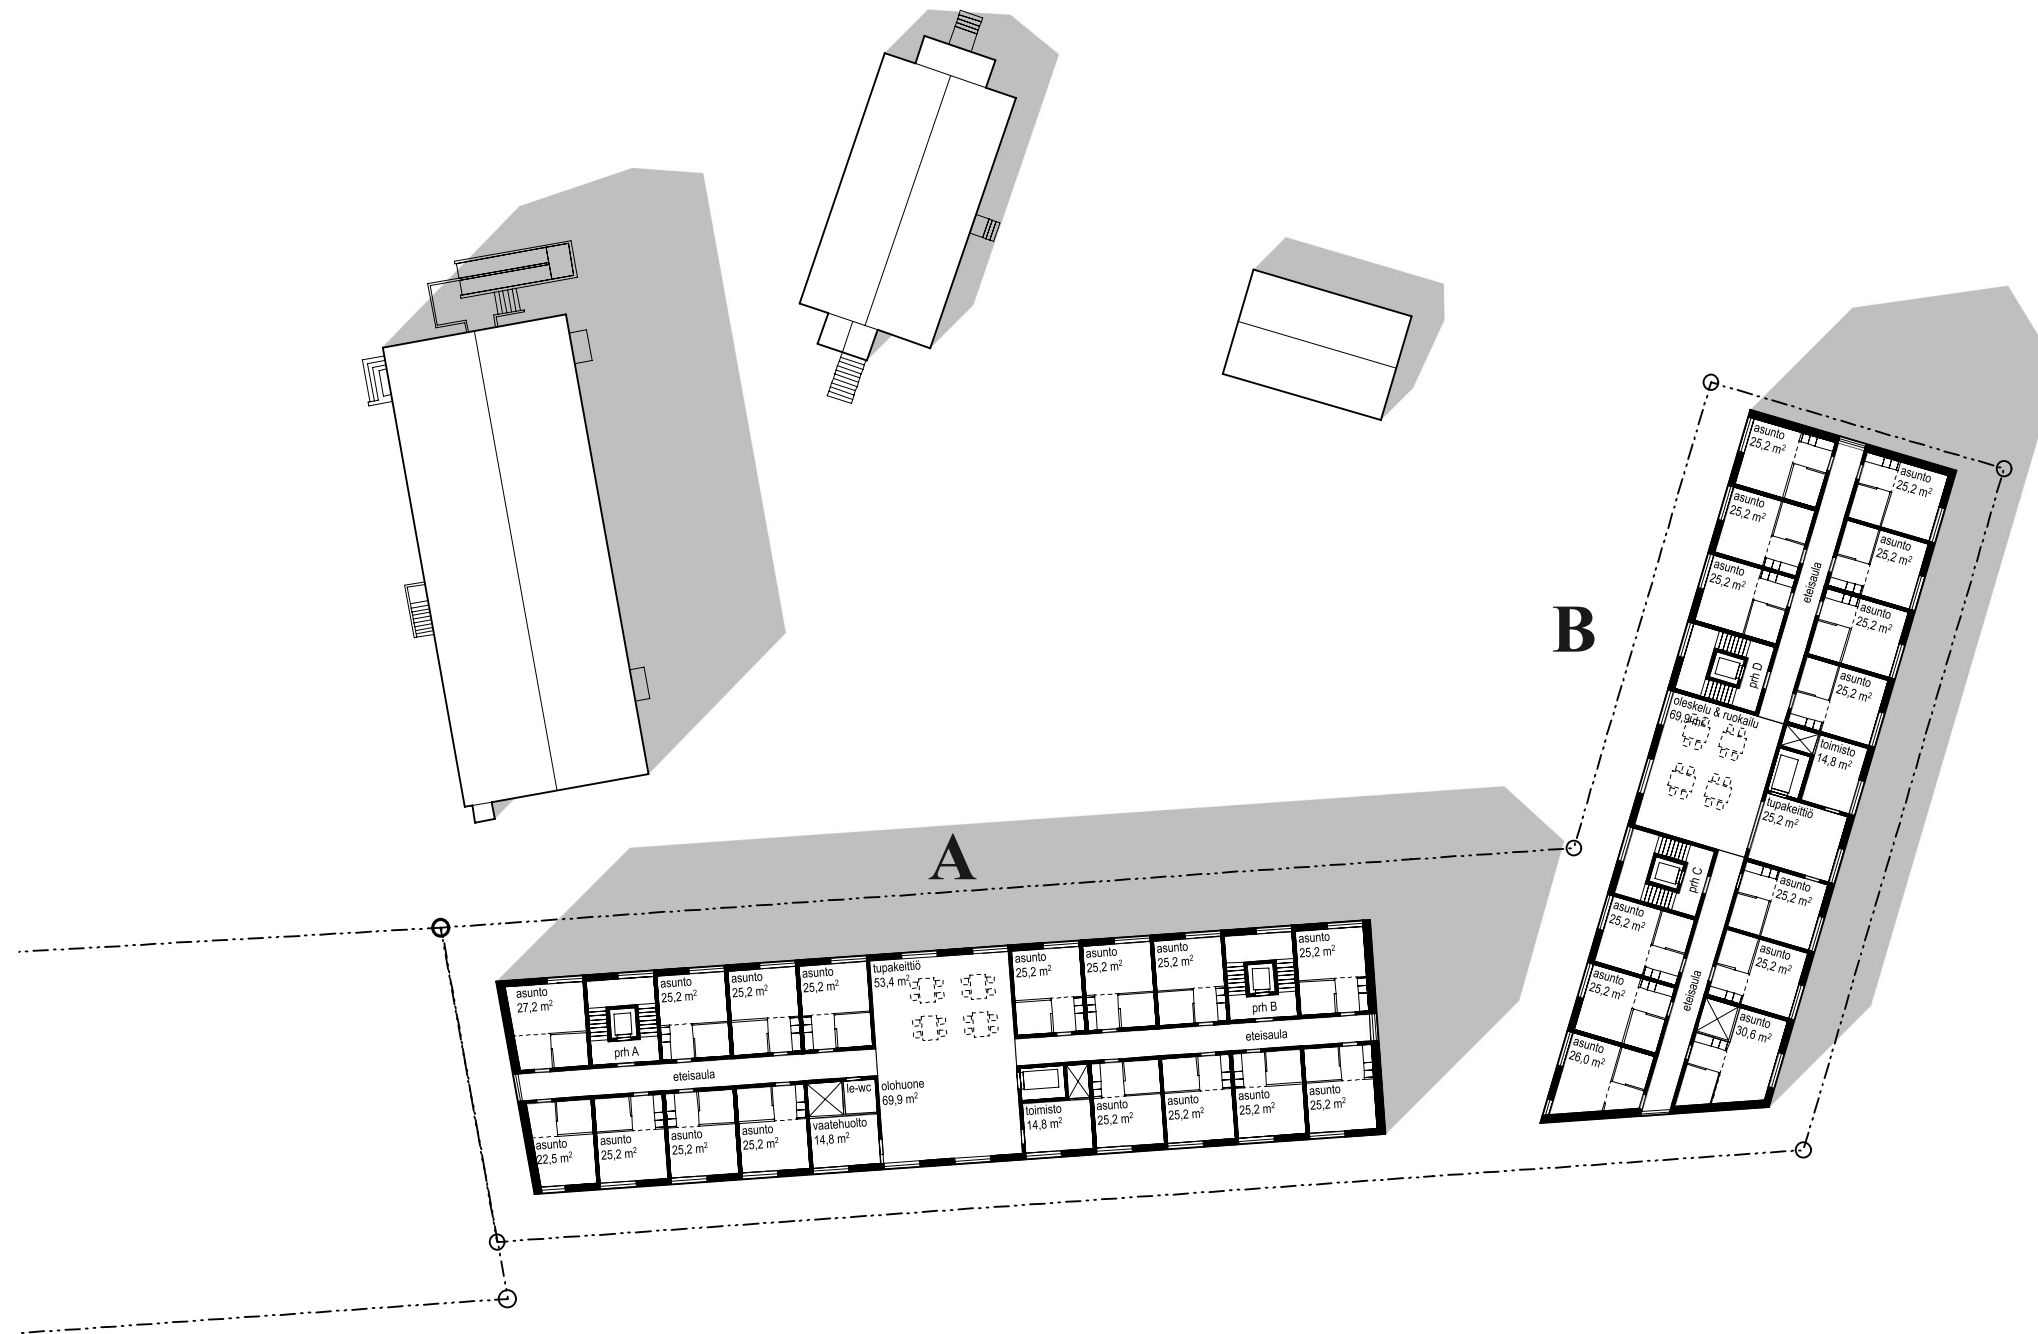 asunto
25,2 m²
asunto
25,2 m²
asunto
25,2 m²
asunto
25,2 m²
asunto
25,2 m²
eteisaula
asunto
25,2 m²
asunto
25,2 m²
B
prh D
asunto
25,2 m²
oleskelu & ruokailu
69,9 m²
toimisto
14,8 m²
tupakeittiö
25,2 m²
prh C
asunto
25,2 m²
asunto
25,2 m²
asunto
25,2 m²
asunto
25,2 m²
eteisaula
asunto
30,6 m²
asunto
26,0 m²
A
asunto
27,2 m²
prh A
asunto
25,2 m²
asunto
25,2 m²
asunto
25,2 m²
tupakeittiö
53,4 m²
asunto
25,2 m²
asunto
25,2 m²
asunto
25,2 m²
prh B
asunto
25,2 m²
eteisaula
eteisaula
asunto
22,5 m²
asunto
25,2 m²
asunto
25,2 m²
asunto
25,2 m²
le-wc
vaatehuolto
14,8 m²
olohuone
69,9 m²
toimisto
14,8 m²
asunto
25,2 m²
asunto
25,2 m²
asunto
25,2 m²
asunto
25,2 m²